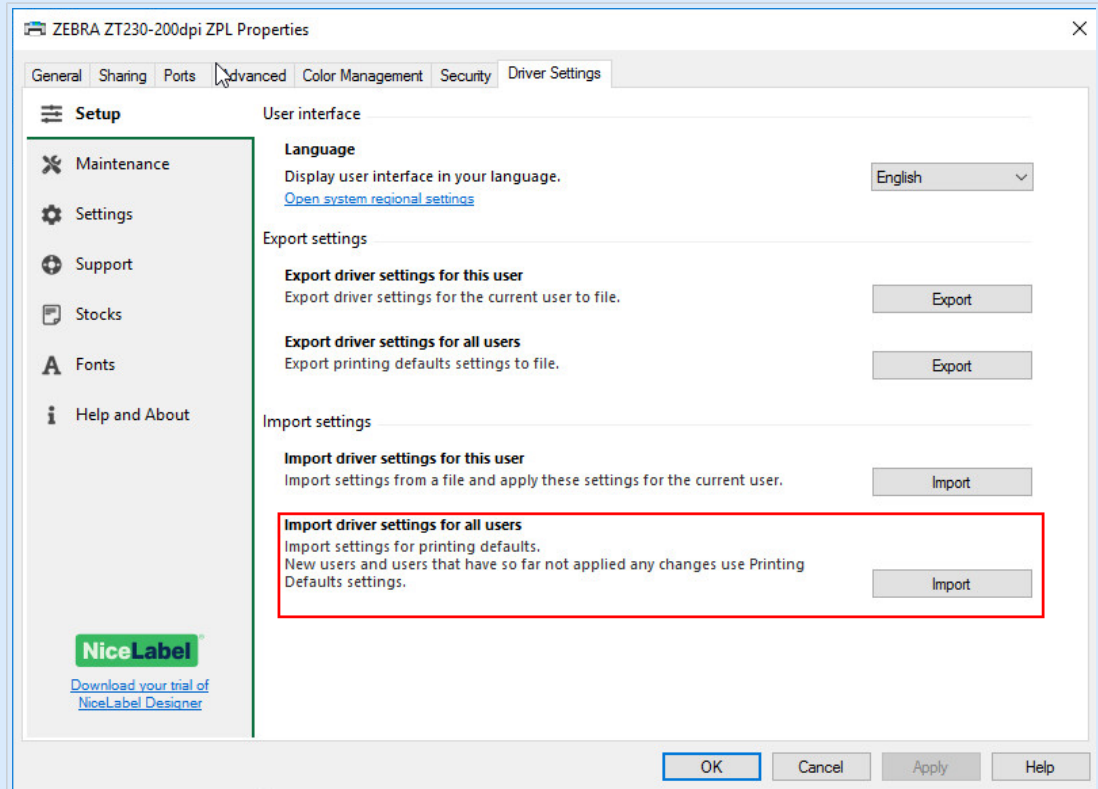 ZEBRA ZT230-200dpi ZPL Properties
General Sharing Ports Advanced Color Management Security Driver Settings
Setup
Maintenance
Settings
Support
Stocks
Fonts
Help and About
NiceLabel
Download your trial of
NiceLabel Designer
User interface
Language
Display user interface in your language.
English
Open system regional settings
Export settings
Export driver settings for this user
Export driver settings for the current user to file.
Export
Export driver settings for all users
Export printing defaults settings to file.
Export
Import settings
Import driver settings for this user
Import settings from a file and apply these settings for the current user.
Import
Import driver settings for all users
Import settings for printing defaults.
New users and users that have so far not applied any changes use Printing
Defaults settings.
Import
OK Cancel Apply Help